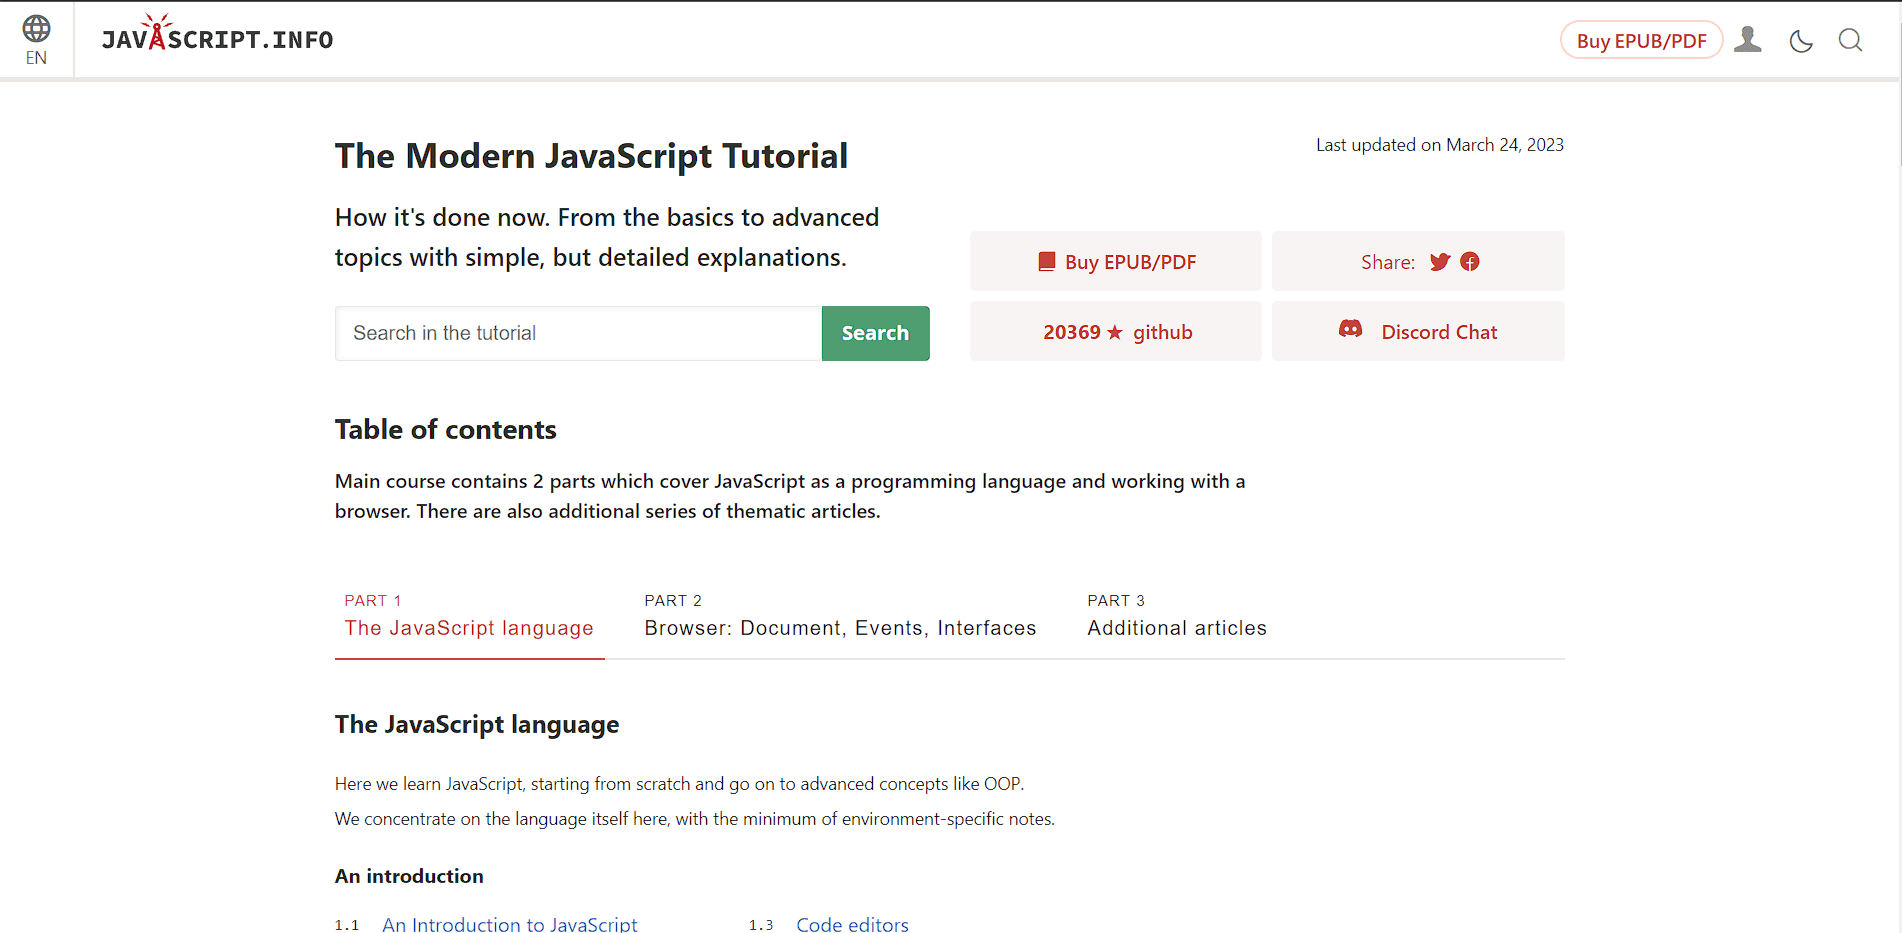 EN
JAVASCRIPT.INFO
Buy EPUB/PDF
The Modern JavaScript Tutorial
Last updated on March 24, 2023
How it's done now. From the basics to advanced
topics with simple, but detailed explanations.
Buy EPUB/PDF
Share:
Search in the tutorial
Search
20369 ★ github
Discord Chat
Table of contents
Main course contains 2 parts which cover JavaScript as a programming language and working with a
browser. There are also additional series of thematic articles.
PART 1
The JavaScript language
PART 2
Browser: Document, Events, Interfaces
PART 3
Additional articles
The JavaScript language
Here we learn JavaScript, starting from scratch and go on to advanced concepts like OOP.
We concentrate on the language itself here, with the minimum of environment-specific notes.
An introduction
1.1 An Introduction to JavaScript
1.3 Code editors